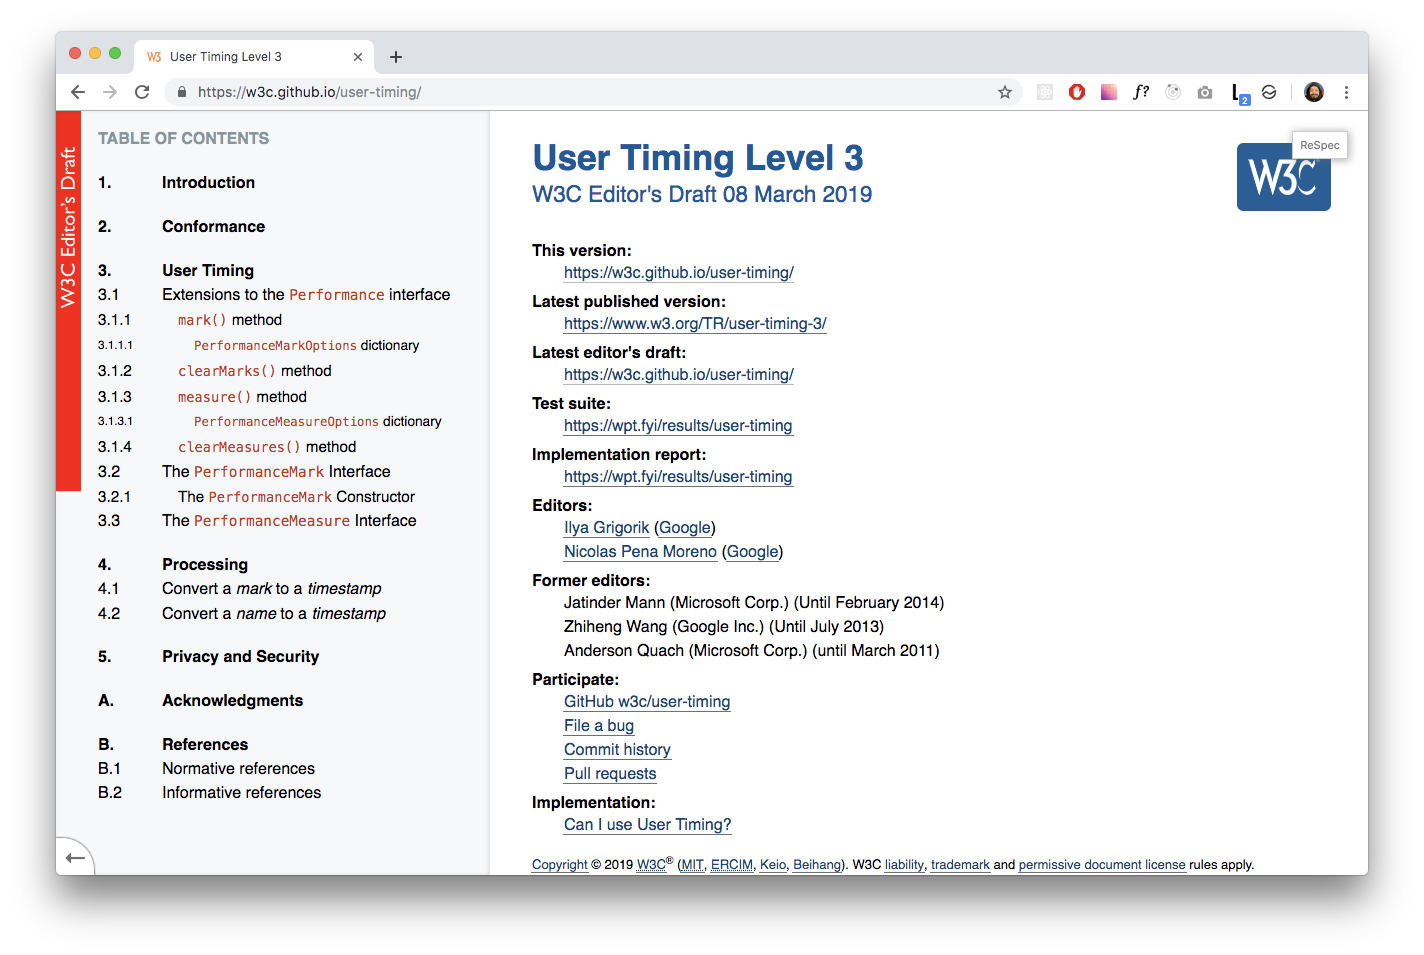 User Timing Level 3
https://w3c.github.io/user-timing/
f?
2
W3C Editor's Draft
TABLE OF CONTENTS
1. Introduction
2. Conformance
3. User Timing
3.1 Extensions to the Performance interface
3.1.1 mark() method
3.1.1.1 PerformanceMarkOptions dictionary
3.1.2 clearMarks() method
3.1.3 measure() method
3.1.3.1 PerformanceMeasureOptions dictionary
3.1.4 clearMeasures() method
3.2 The PerformanceMark Interface
3.2.1 The PerformanceMark Constructor
3.3 The PerformanceMeasure Interface
4. Processing
4.1 Convert a mark to a timestamp
4.2 Convert a name to a timestamp
5. Privacy and Security
A. Acknowledgments
B. References
B.1 Normative references
B.2 Informative references
ReSpec
W3C
User Timing Level 3
W3C Editor's Draft 08 March 2019
This version:
https://w3c.github.io/user-timing/
Latest published version:
https://www.w3.org/TR/user-timing-3/
Latest editor's draft:
https://w3c.github.io/user-timing/
Test suite:
https://wpt.fyi/results/user-timing
Implementation report:
https://wpt.fyi/results/user-timing
Editors:
Ilya Grigorik (Google)
Nicolas Pena Moreno (Google)
Former editors:
Jatinder Mann (Microsoft Corp.) (Until February 2014)
Zhiheng Wang (Google Inc.) (Until July 2013)
Anderson Quach (Microsoft Corp.) (until March 2011)
Participate:
GitHub w3c/user-timing
File a bug
Commit history
Pull requests
Implementation:
Can I use User Timing?
Copyright © 2019 W3C® (MIT, ERCIM, Keio, Beihang). W3C liability, trademark and permissive document license rules apply.